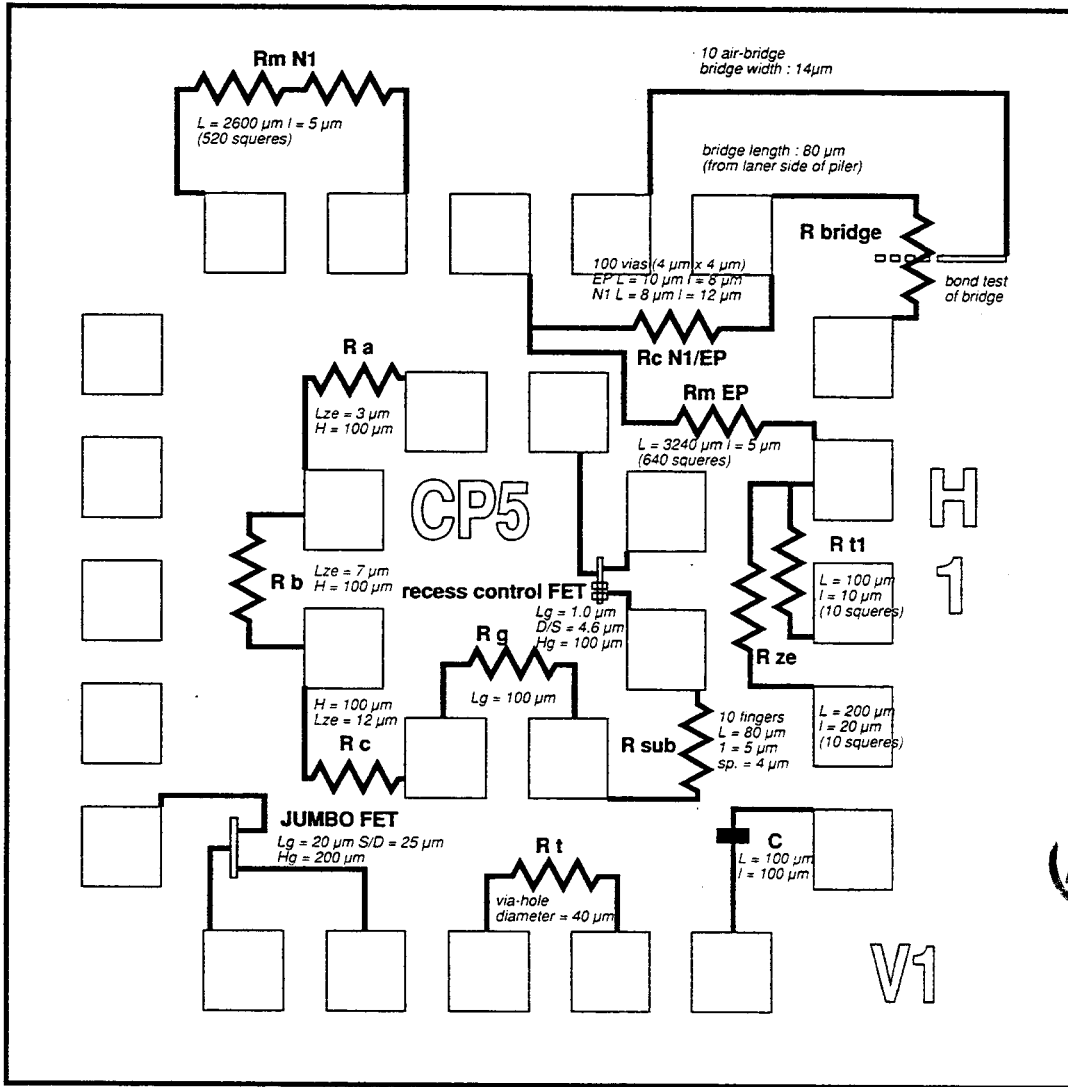 Rm N1
L = 2600 µm l = 5 µm
(520 squeres)
10 air-bridge
bridge width : 14µm
bridge length : 80 µm
(from laner side of piler)
R bridge
bond test
of bridge
100 vias (4 µm x 4 µm)
EP L = 10 µm l = 8 µm
N1 L = 8 µm l = 12 µm
Rc N1/EP
R a
Lze = 3 µm
H = 100 µm
Rm EP
L = 3240 µm l = 5 µm
(640 squeres)
CP5
H
1
R b
Lze = 7 µm
H = 100 µm
recess control FET
Lg = 1.0 µm
D/S = 4.6 µm
Hg = 100 µm
R t1
L = 100 µm
l = 10 µm
(10 squeres)
R ze
L = 200 µm
l = 20 µm
(10 squeres)
R g
Lg = 100 µm
H = 100 µm
Lze = 12 µm
R c
R sub
10 fingers
L = 80 µm
1 = 5 µm
sp. = 4 µm
JUMBO FET
Lg = 20 µm S/D = 25 µm
Hg = 200 µm
R t
via-hole
diameter = 40 µm
C
L = 100 µm
l = 100 µm
V1